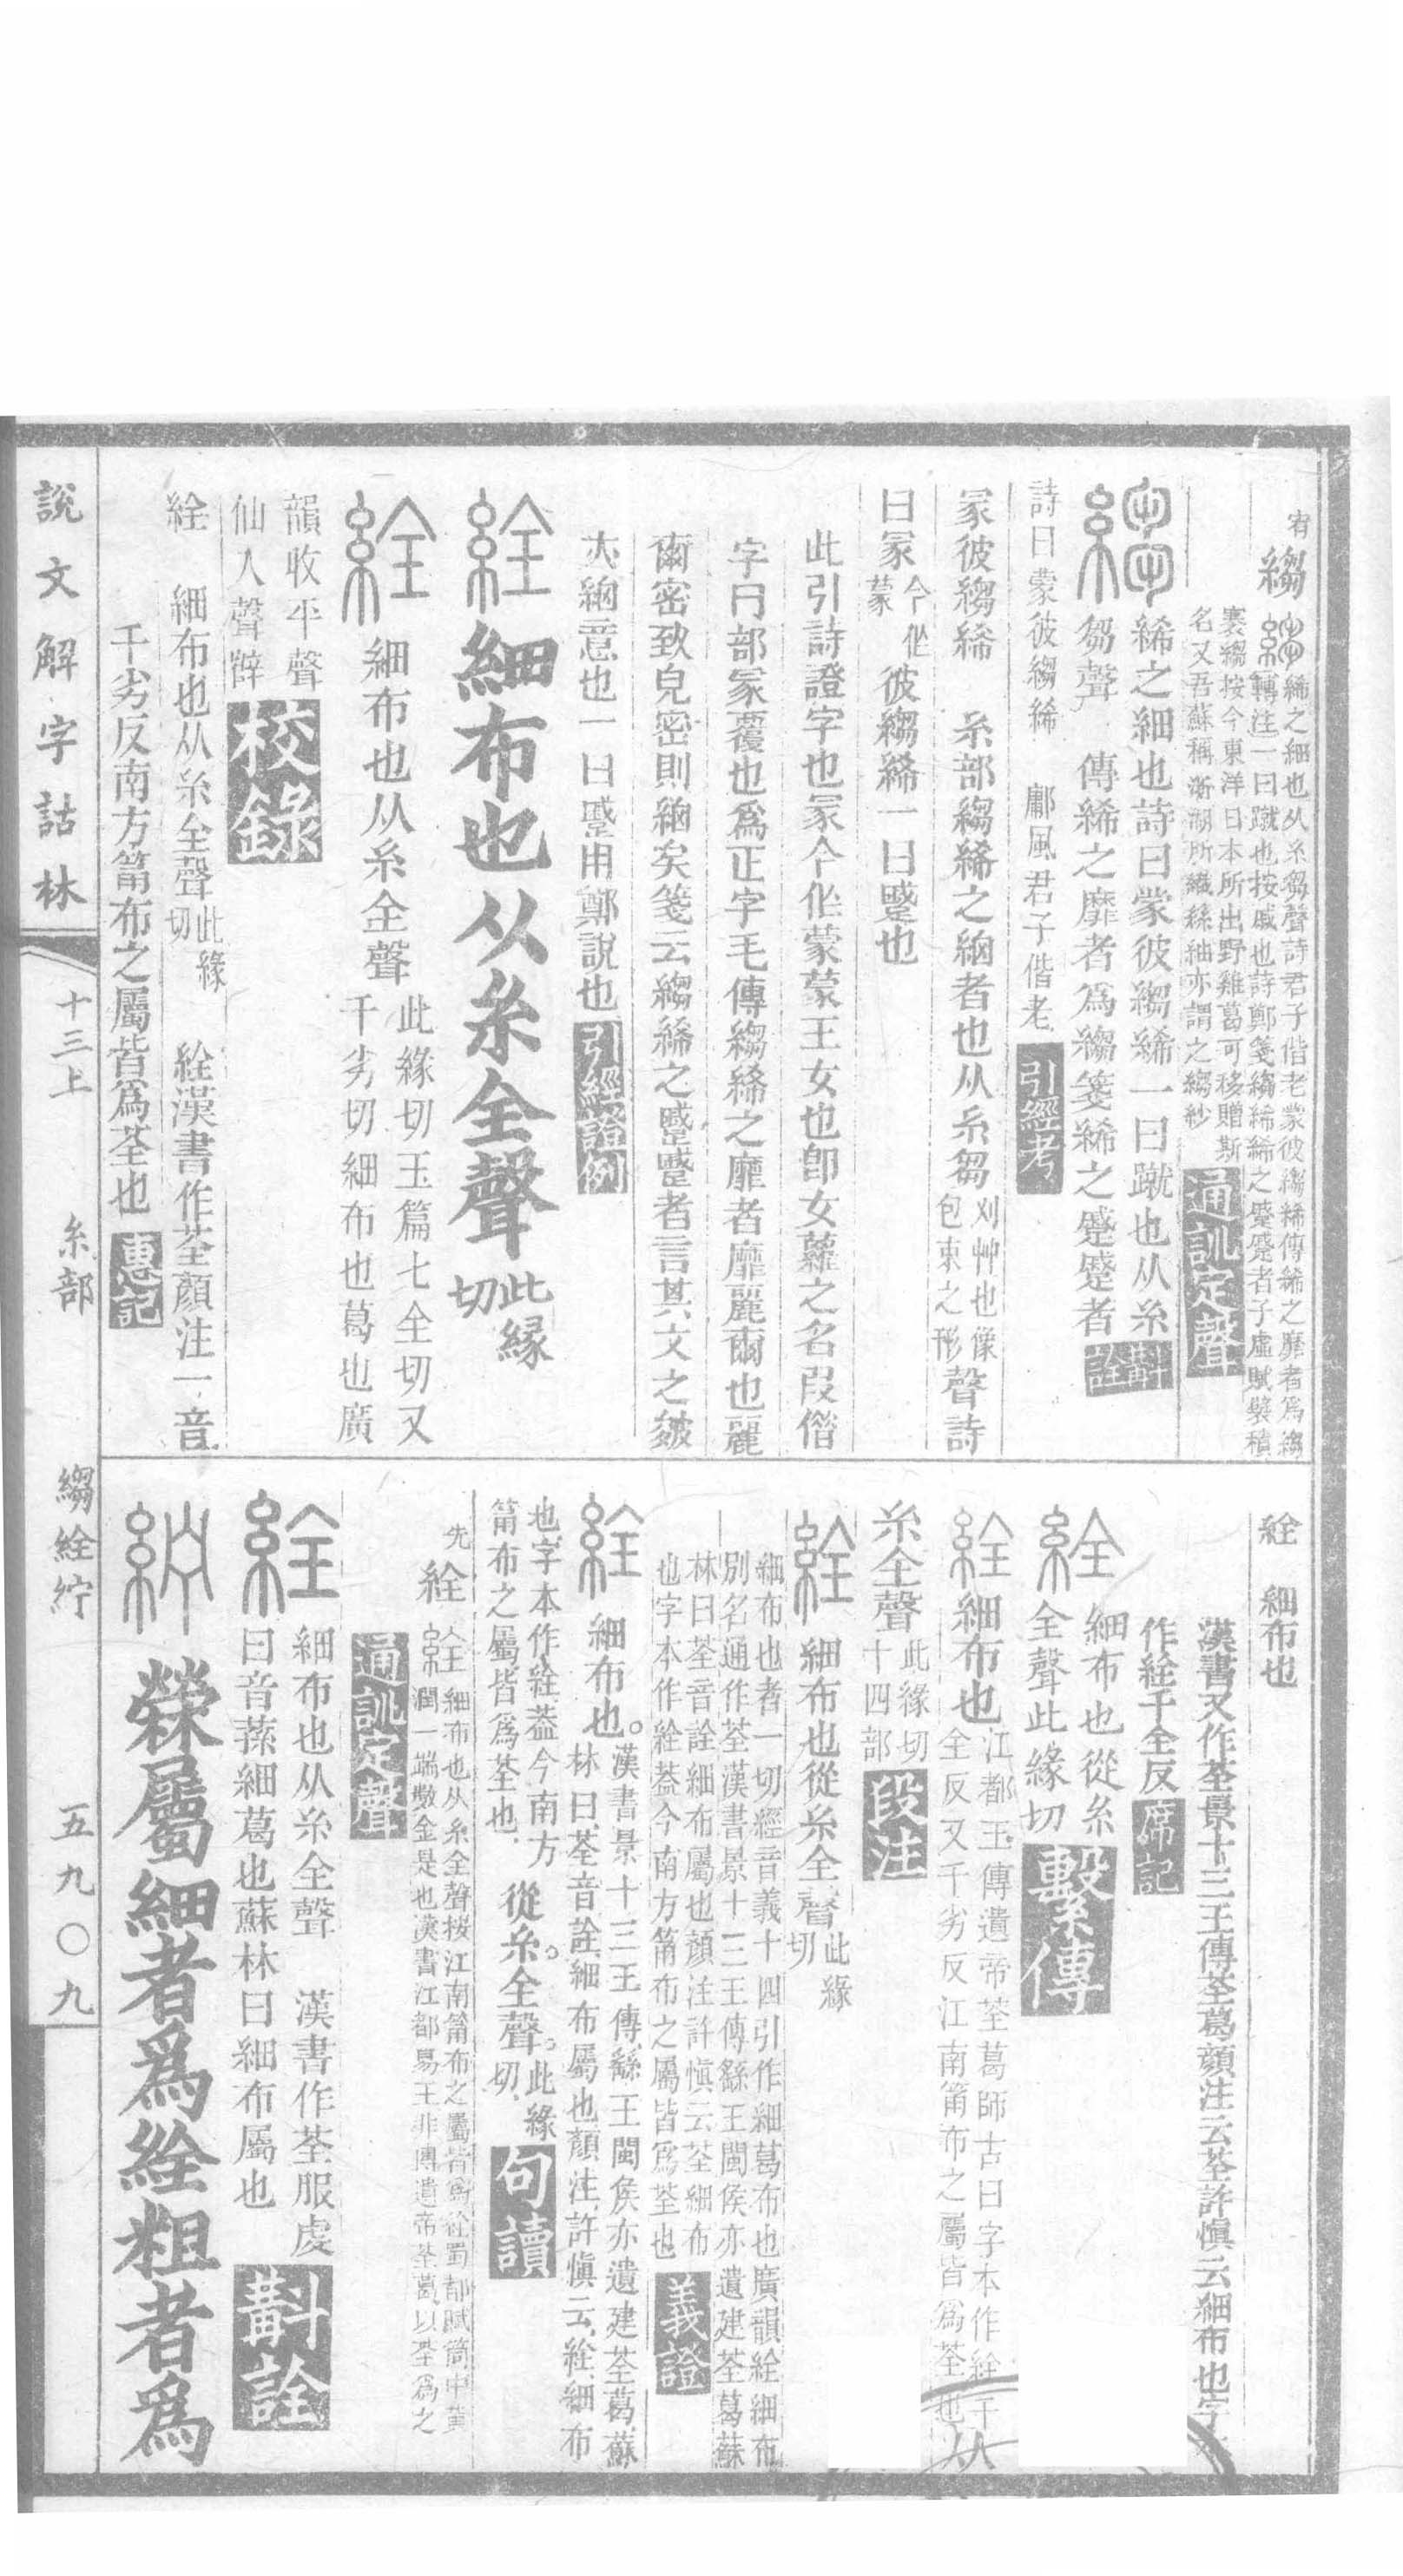 宥
縐
絺之細也从糸芻聲詩君子偕老蒙彼縐絺傳絺之靡者爲縐
轉注一曰蹴也按戚也詩鄭箋縐絺絺之蹙蹙者子虛賦襞積
褰縐按今東洋日本所出野雞葛可移贈斯
名又吾蘇稱浙湖所織絲紬亦謂之縐紗
通訓定聲
縐
絺之細也詩曰蒙彼縐絺一曰蹴也从糸
芻聲 傳絺之靡者爲縐箋絺之蹙蹙者
斠詮
詩曰蒙彼縐絺 鄘風君子偕老
引經考
冡彼縐絺 糸部縐絺之細者也从糸芻刈艸也像包束之形聲詩
曰冡今作蒙彼縐絺一曰蹙也
此引詩證字也冡今作蒙蒙王女也卽女蘿之名叚借
字冃部冡覆也爲正字毛傳縐絺之靡者靡麗爾也麗
爾密致皃密則細矣箋云縐絺之蹙蹙者言其文之皴
亦細意也一曰蹙用鄭說也
引經證例
絟
細布也从糸全聲此緣切
絟
細布也从糸全聲
此緣切玉篇七全切又
千劣切細布也葛也廣
韻收平聲
仙入聲辥
校錄
絟 細布也从糸全聲此緣切 絟漢書作荃顏注一音
千劣反南方筩布之屬皆爲荃也
惠記
說文解字詁林
十三上 糸部 縐絟紵 五九〇九
絟 細布也
漢書又作荃景十三王傳荃葛顏注云荃許愼云細布也字
作絟千全反
席記
絟
細布也從糸
全聲此緣切
繫傳
絟
細布也
江都王傳遺帝荃葛師古曰字本作絟千
全反又千劣反江南筩布之屬皆爲荃也
从
糸全聲
此緣切
十四部
段注
絟
細布也從糸全聲此緣切
細布也者一切經音義十四引作細葛布也廣韻絟細布
別名通作荃漢書景十三王傳繇王閩侯亦遺建荃葛蘇
林曰荃音詮細布屬也顏注許愼云荃細布
也字本作絟葢今南方筩布之屬皆爲荃也
義證
絟
細布也。
漢書景十三王傳繇王閩侯亦遺建荃葛蘇
林曰荃音詮細布屬也顏注許愼云絟細布
也字本作絟葢今南方
筩布之屬皆爲荃也
從糸。全聲。此緣切
句讀
先
絟
細布也从糸全聲按江南筩布之屬皆爲絟蜀都賦筒中黃
潤一端數金是也漢書江都易王非傳遺帝荃葛以荃爲之
通訓定聲
絟
細布也从糸全聲 漢書作荃服虔
曰音蓀細葛也蘇林曰細布屬也
斠詮
紵
檾屬細者爲絟粗者爲